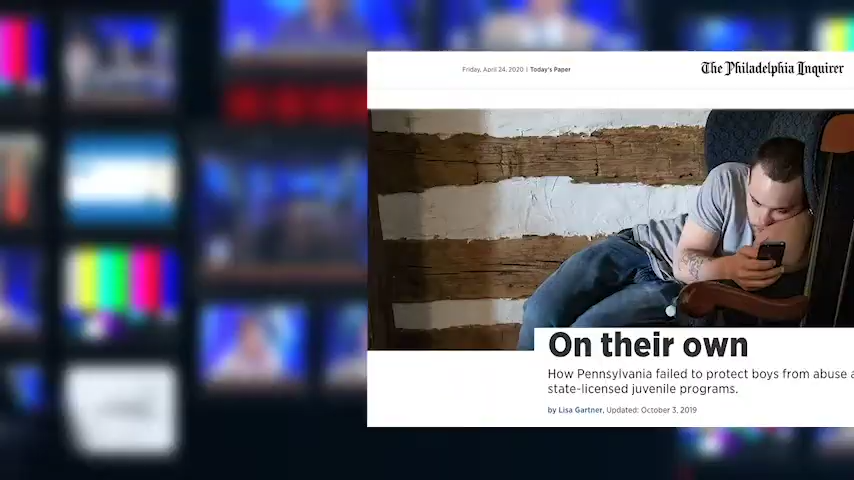 Friday, April 24, 2020 | Today's Paper
The Philadelphia Inquirer
On their own
How Pennsylvania failed to protect boys from abuse a
state-licensed juvenile programs.
by Lisa Gartner, Updated: October 3, 2019